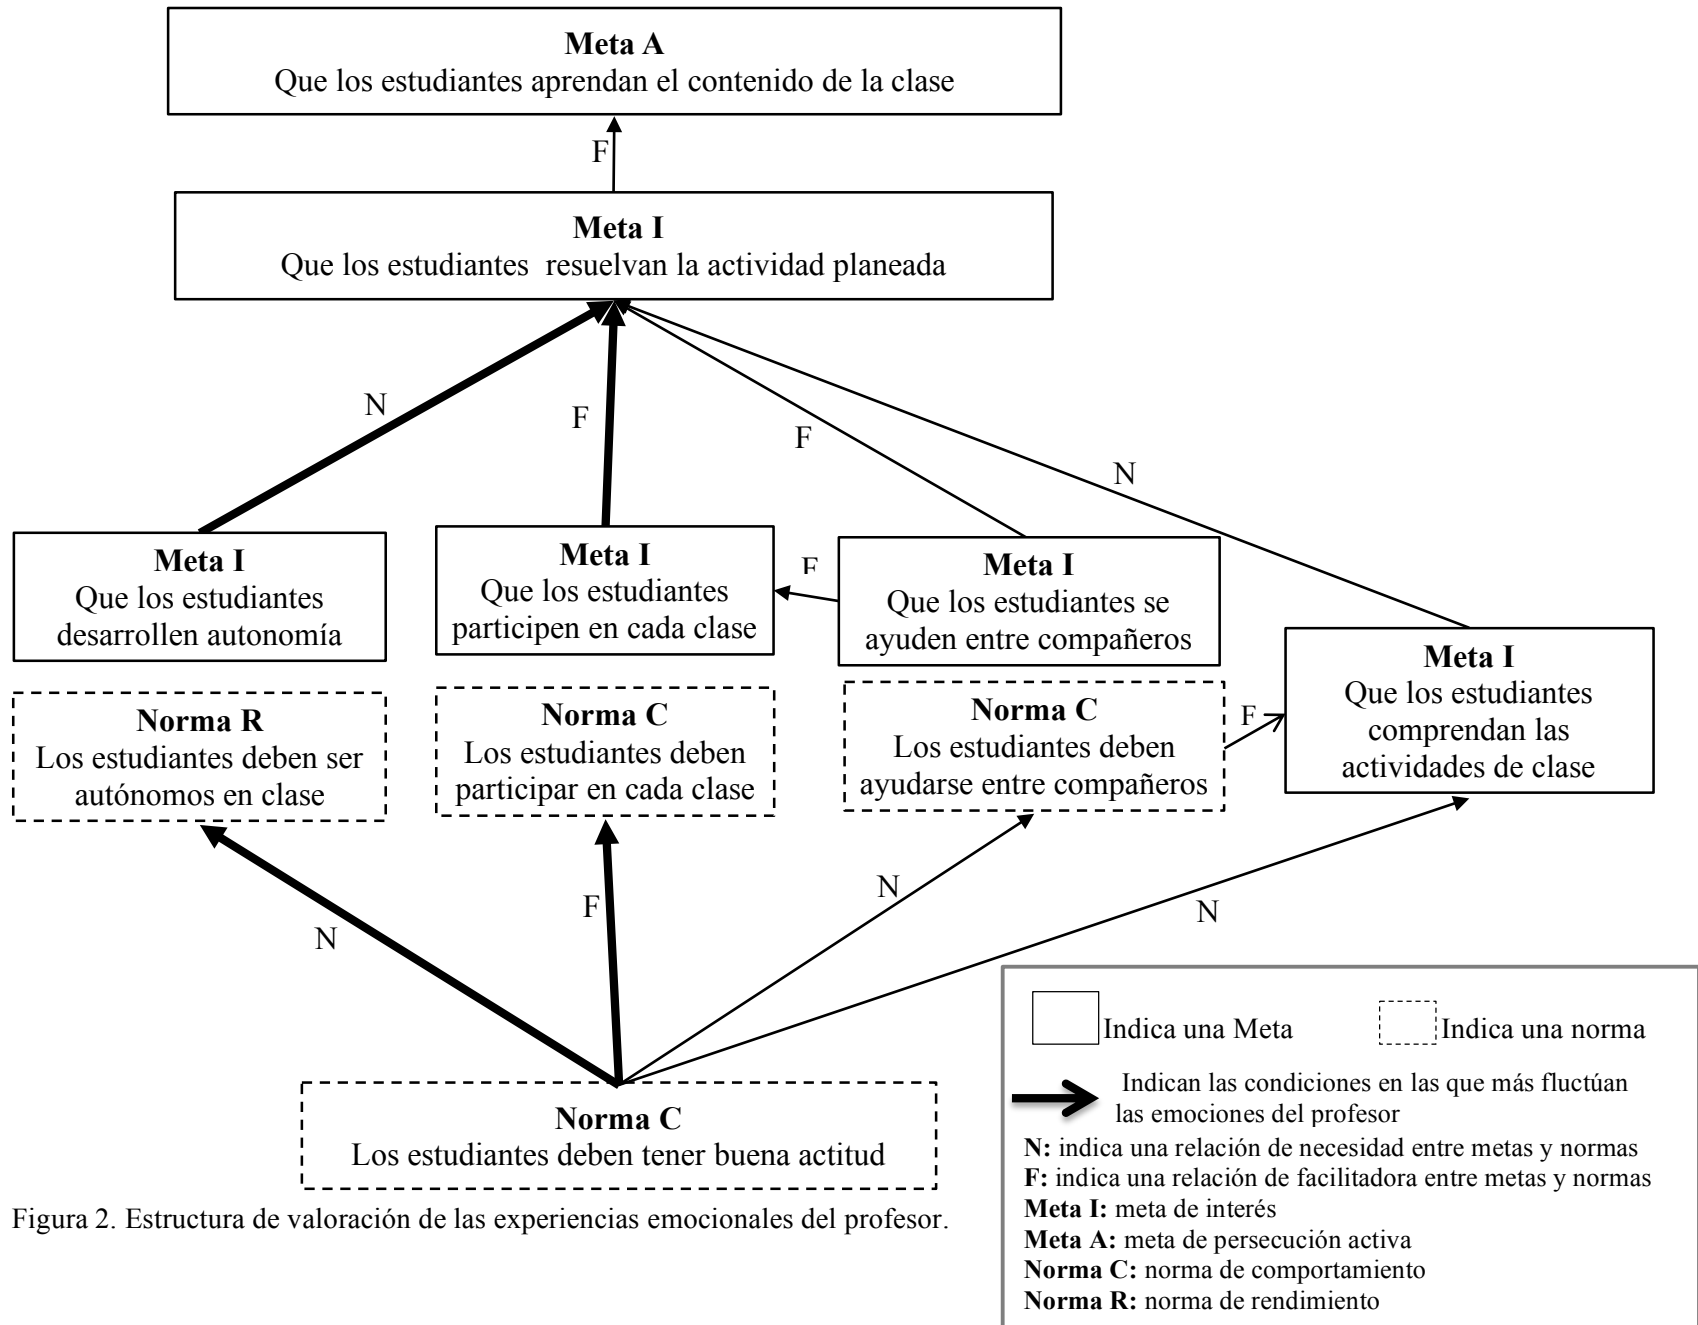 Meta A
Que los estudiantes aprendan el contenido de la clase
F
Meta I
Que los estudiantes resuelvan la actividad planeada
N
F
F
N
Meta I
Que los estudiantes
desarrollen autonomía
Meta I
Que los estudiantes
participen en cada clase
F
Meta I
Que los estudiantes se
ayuden entre compañeros
Meta I
Que los estudiantes
comprendan las
actividades de clase
Norma R
Los estudiantes deben ser
autónomos en clase
Norma C
Los estudiantes deben
participar en cada clase
Norma C
Los estudiantes deben
ayudarse entre compañeros
F
N
F
N
N
Norma C
Los estudiantes deben tener buena actitud
Indica una Meta
Indica una norma
Indican las condiciones en las que más fluctúan
las emociones del profesor
N: indica una relación de necesidad entre metas y normas
F: indica una relación de facilitadora entre metas y normas
Meta I: meta de interés
Meta A: meta de persecución activa
Norma C: norma de comportamiento
Norma R: norma de rendimiento
Figura 2. Estructura de valoración de las experiencias emocionales del profesor.